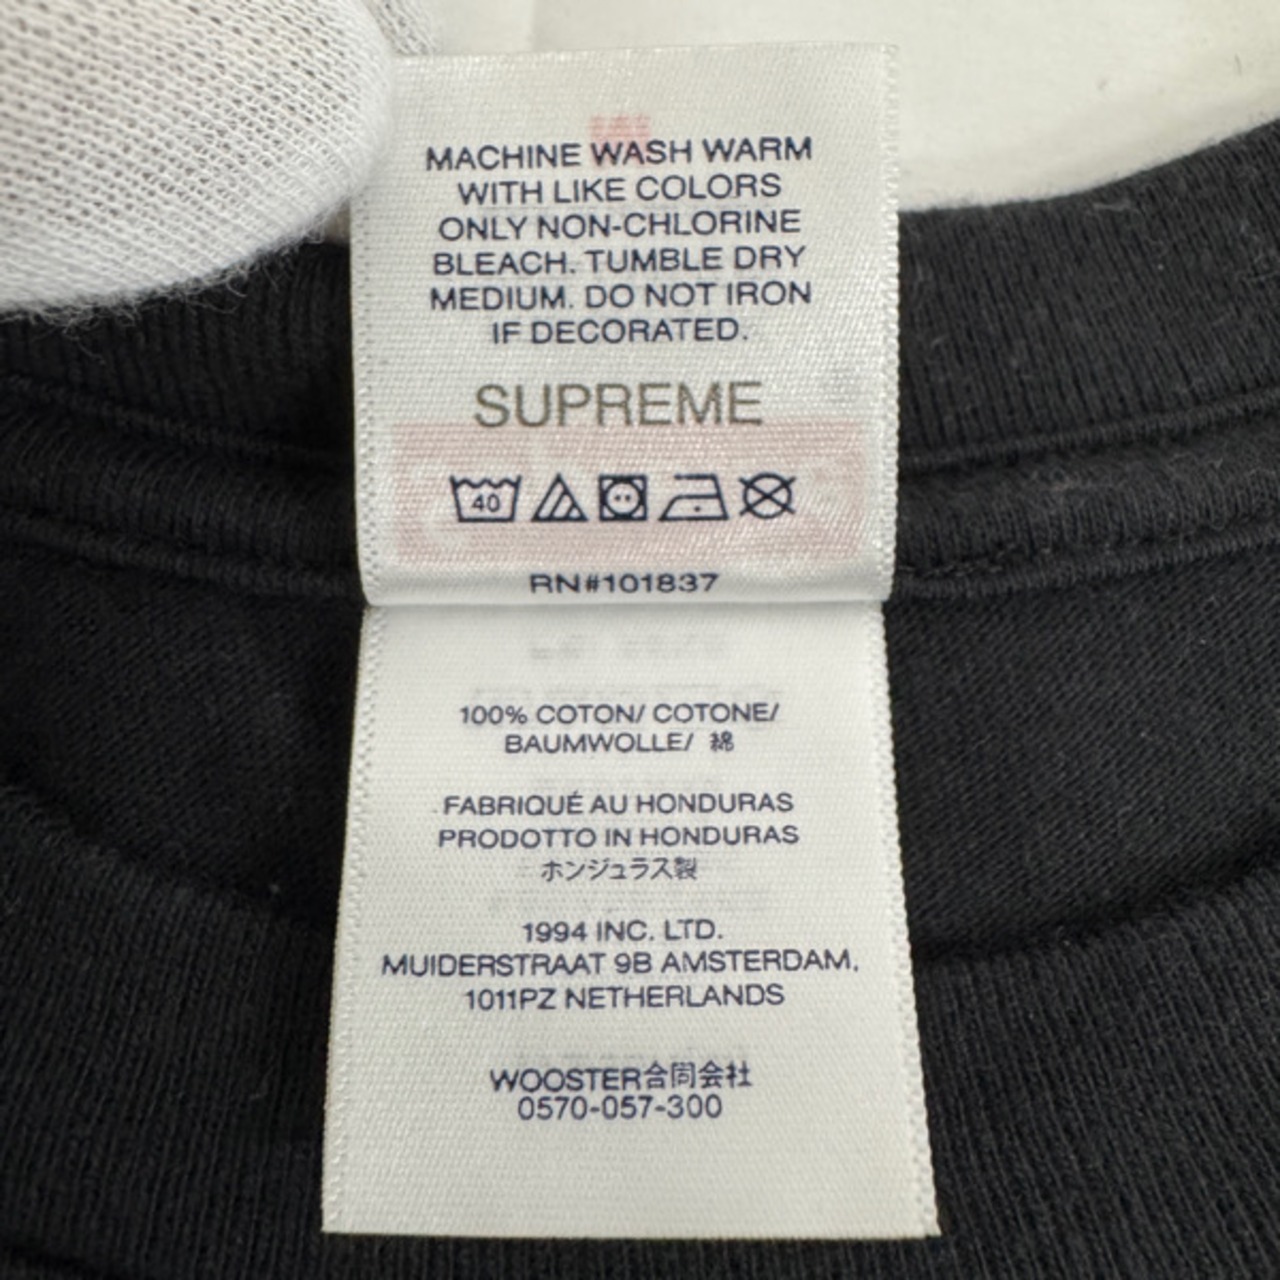 MACHINE WASH WARM
WITH LIKE COLORS
ONLY NON-CHLORINE
BLEACH. TUMBLE DRY
MEDIUM. DO NOT IRON
IF DECORATED.
SUPREME
40
RN#101837
100% COTON/ COTONE/
BAUMWOLLE/ 綿
FABRIQUÉ AU HONDURAS
PRODOTTO IN HONDURAS
ホンジュラス製
1994 INC. LTD.
MUIDERSTRAAT 9B AMSTERDAM,
1011PZ NETHERLANDS
WOOSTER合同会社
0570-057-300